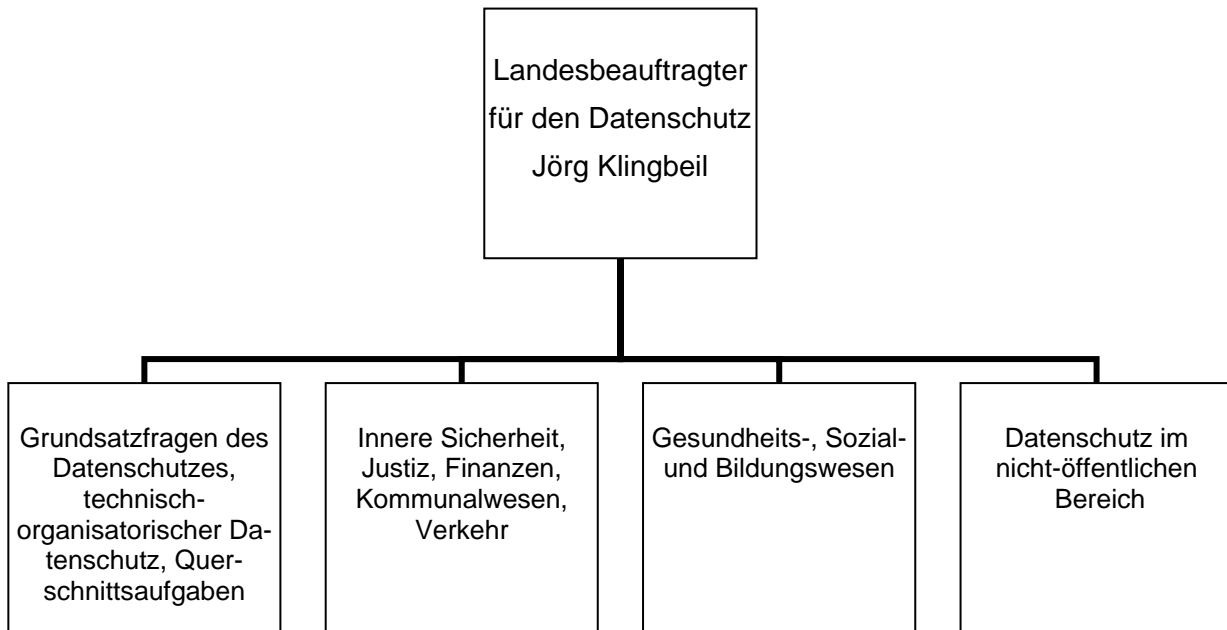 Landesbeauftragter
für den Datenschutz
Jörg Klingbeil
Grundsatzfragen des
Datenschutzes,
technisch-
organisatorischer Da-
tenschutz, Quer-
schnittsaufgaben
Innere Sicherheit,
Justiz, Finanzen,
Kommunalwesen,
Verkehr
Gesundheits-, Sozial-
und Bildungswesen
Datenschutz im
nicht-öffentlichen
Bereich